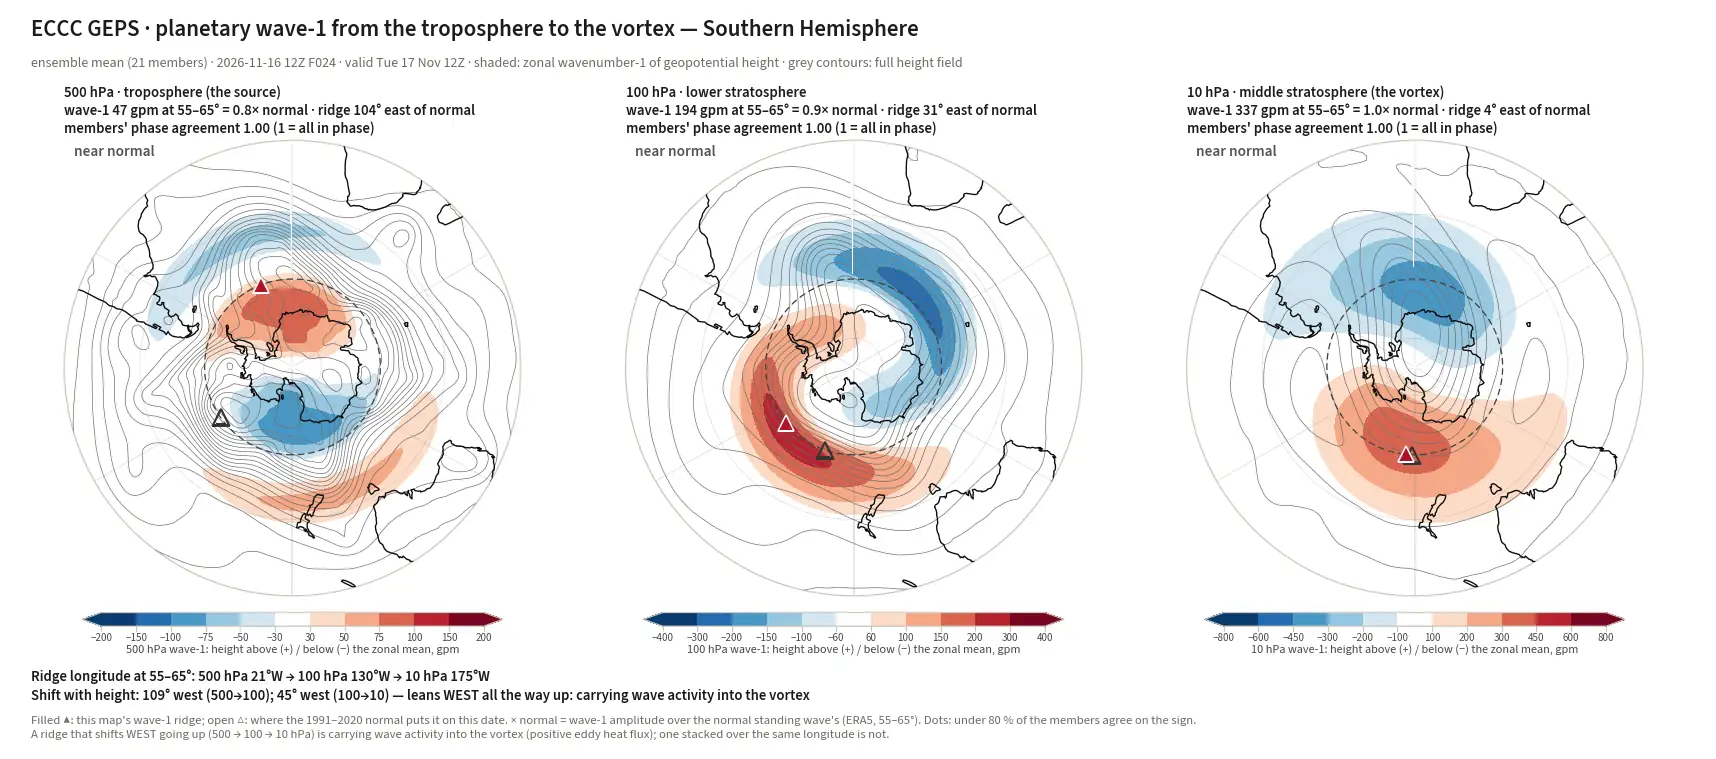 ECCC GEPS · planetary wave-1 from the troposphere to the vortex — Southern Hemisphere
ensemble mean (21 members) · 2026-11-16 12Z F024 · valid Tue 17 Nov 12Z · shaded: zonal wavenumber-1 of geopotential height · grey contours: full height field
500 hPa · troposphere (the source)
wave-1 47 gpm at 55–65° = 0.8× normal · ridge 104° east of normal
members' phase agreement 1.00 (1 = all in phase)
near normal
100 hPa · lower stratosphere
wave-1 194 gpm at 55–65° = 0.9× normal · ridge 31° east of normal
members' phase agreement 1.00 (1 = all in phase)
near normal
10 hPa · middle stratosphere (the vortex)
wave-1 337 gpm at 55–65° = 1.0× normal · ridge 4° east of normal
members' phase agreement 1.00 (1 = all in phase)
near normal
−200 −150 −100 −75 −50 −30 30 50 75 100 150 200
500 hPa wave-1: height above (+) / below (−) the zonal mean, gpm
−400 −300 −200 −150 −100 −60 60 100 150 200 300 400
100 hPa wave-1: height above (+) / below (−) the zonal mean, gpm
−800 −600 −450 −300 −200 −100 100 200 300 450 600 800
10 hPa wave-1: height above (+) / below (−) the zonal mean, gpm
Ridge longitude at 55–65°: 500 hPa 21°W → 100 hPa 130°W → 10 hPa 175°W
Shift with height: 109° west (500→100); 45° west (100→10) — leans WEST all the way up: carrying wave activity into the vortex
Filled ▲: this map's wave-1 ridge; open △: where the 1991–2020 normal puts it on this date. × normal = wave-1 amplitude over the normal standing wave's (ERA5, 55–65°). Dots: under 80 % of the members agree on the sign.
A ridge that shifts WEST going up (500 → 100 → 10 hPa) is carrying wave activity into the vortex (positive eddy heat flux); one stacked over the same longitude is not.